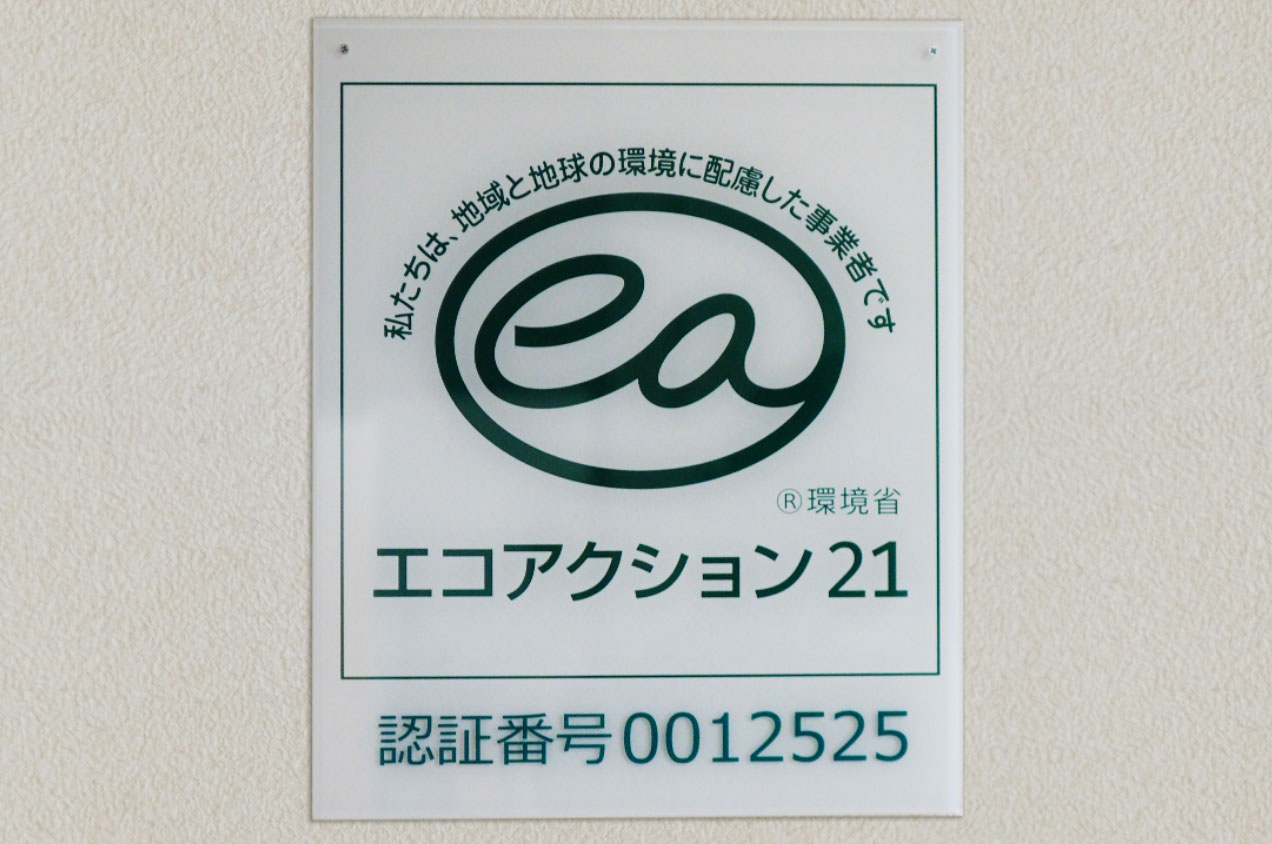 私たちは、地域と地球の環境に配慮した事業者です
ea
Ⓡ環境省
エコアクション21
認証番号0012525